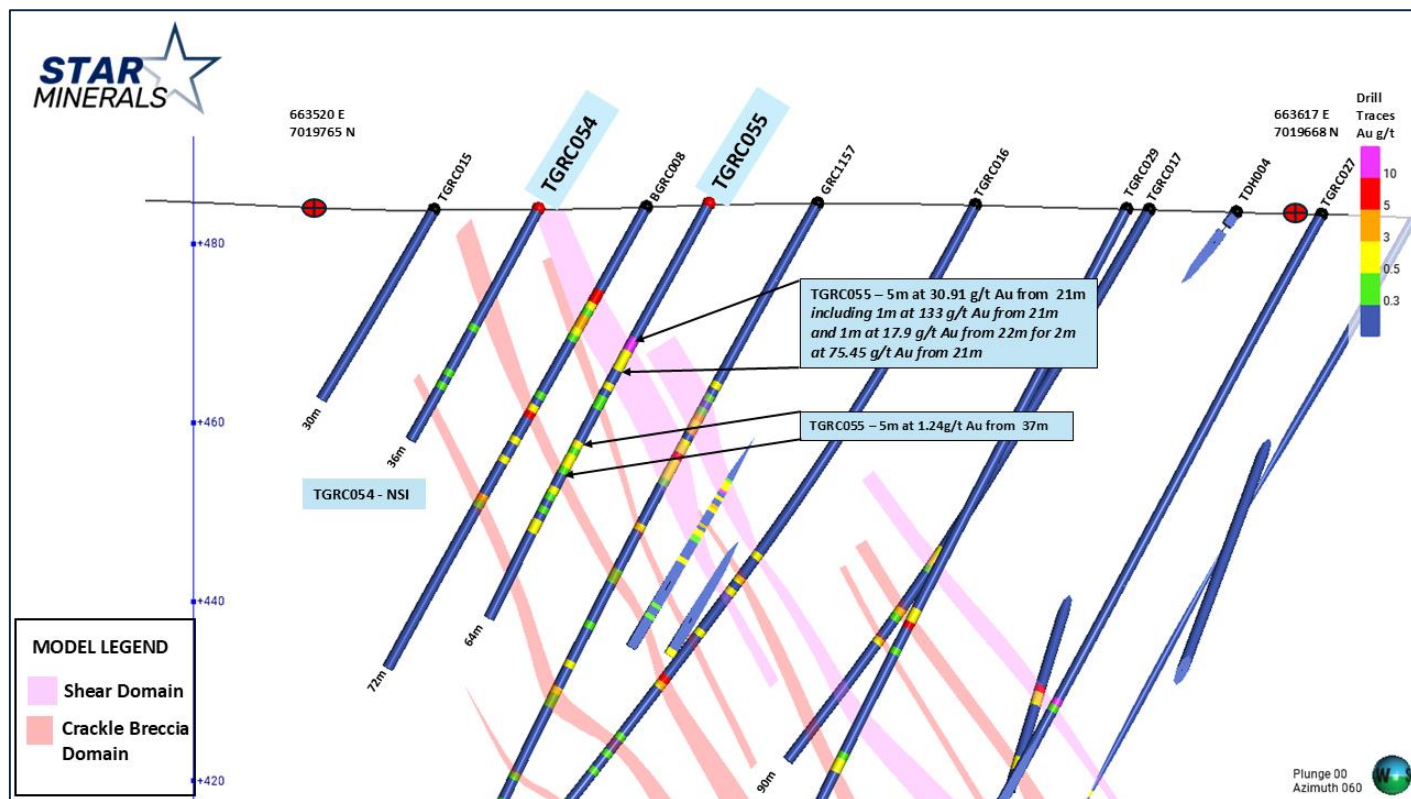 STAR
MINERALS
663520 E
7019765 N
TGRC015
TGRC054
BGRC008
TGRC055
GRC1157
TGRC016
TGRC029
TGRC017
TDH004
663617 E
7019668 N
TGRC027
Drill
Traces
Au g/t
10
5
3
0.5
0.3
+480
+460
+440
+420
TGRC055 – 5m at 30.91 g/t Au from 21m
including 1m at 133 g/t Au from 21m
and 1m at 17.9 g/t Au from 22m for 2m
at 75.45 g/t Au from 21m
TGRC055 – 5m at 1.24g/t Au from 37m
30m
36m
TGRC054 - NSI
64m
72m
90m
MODEL LEGEND
Shear Domain
Crackle Breccia
Domain
Plunge 00
Azimuth 060
W S